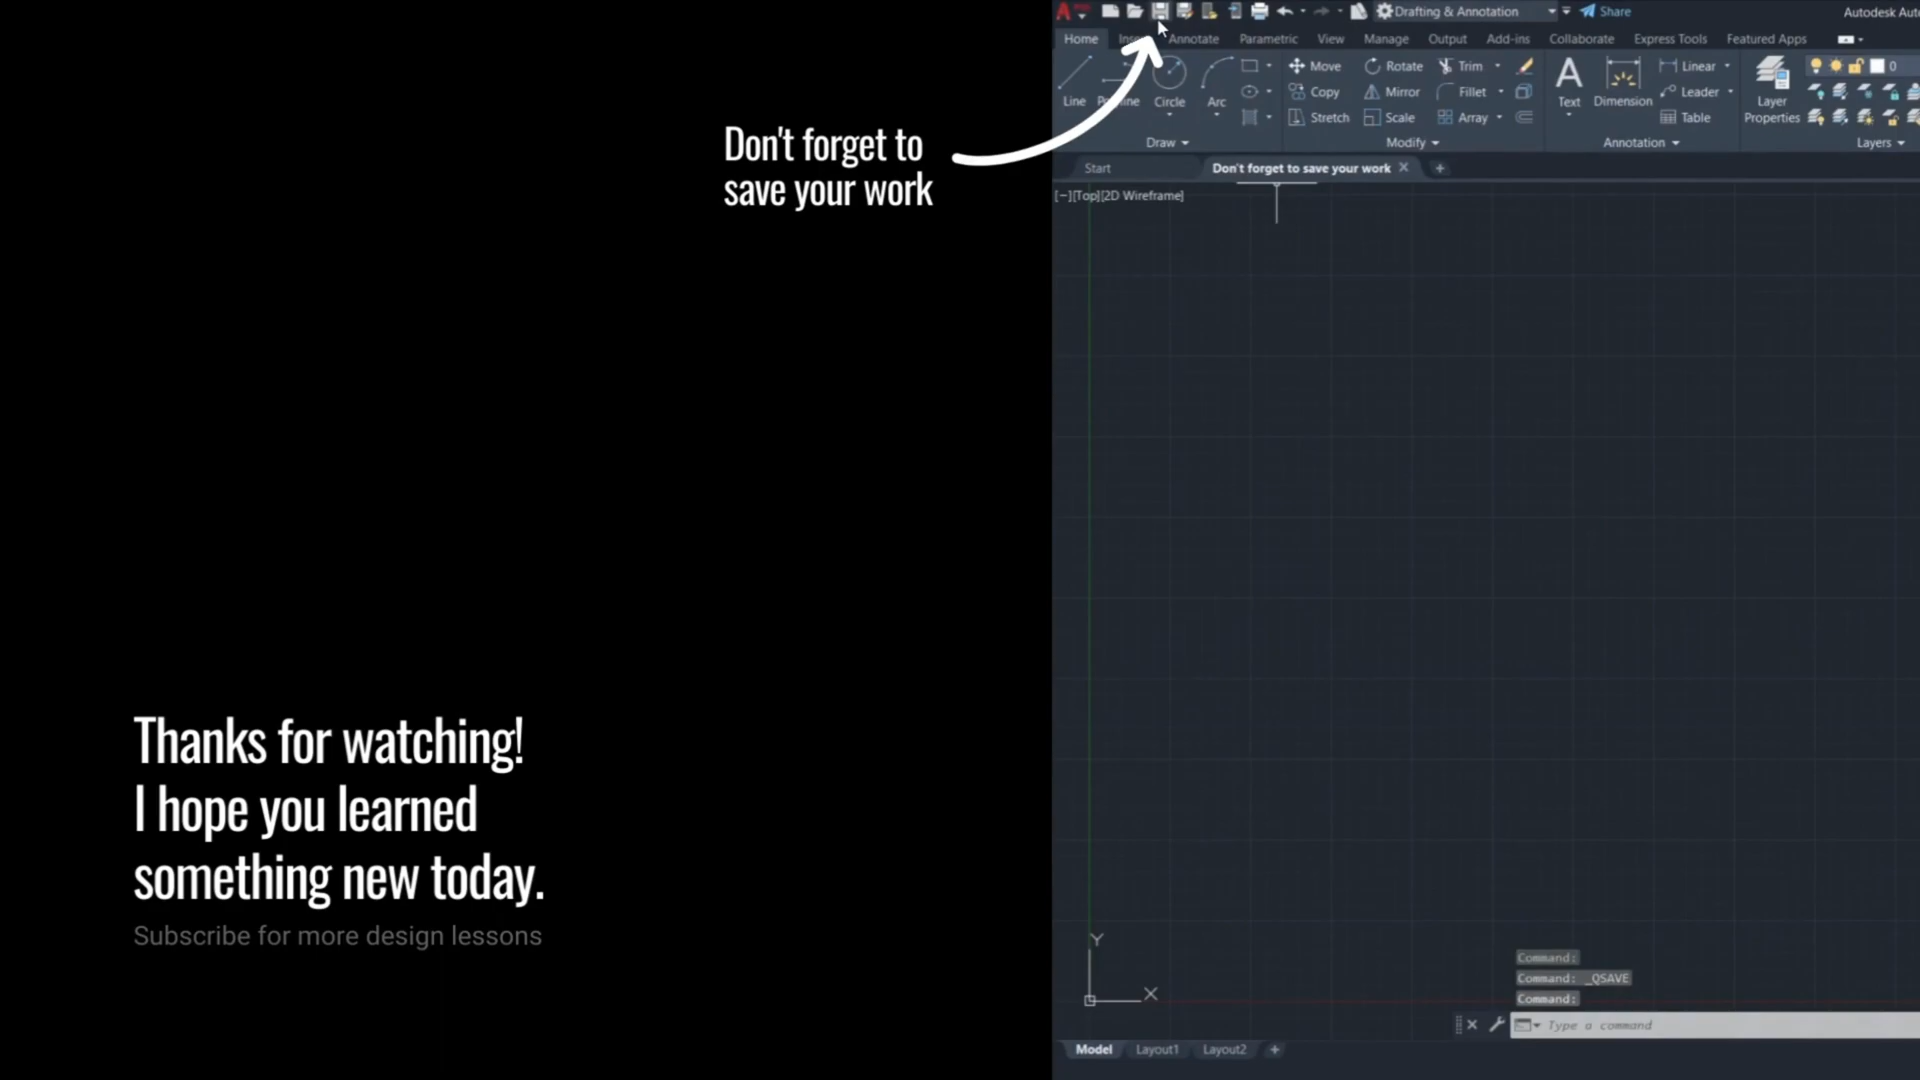 Drafting & Annotation
Share
Home
Annotate
Parametric
View
Manage
Output
Add-ins
Collaborate
Express Tools
Featured Apps
Line
Circle
Arc
Move
Rotate
Trim
Copy
Mirror
Fillet
Stretch
Scale
Array
Text
Dimension
Linear
Leader
Table
Layer
Properties
0
Draw
Modify
Annotation
Layers
Don't forget to
save your work
Start
Don't forget to save your work
[−][Top][2D Wireframe]
Thanks for watching!
I hope you learned
something new today.
Subscribe for more design lessons
Y
X
Command:
Command: _QSAVE
Command:
Type a command
Model
Layout1
Layout2